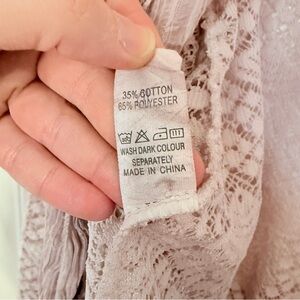 35% COTTON
65% POLYESTER
WASH DARK COLOUR
SEPARATELY
MADE IN CHINA